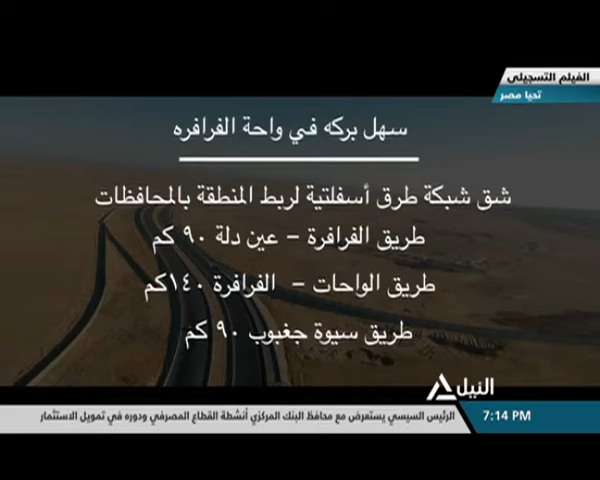 الفيلم التسجيلى
تحيا مصر
سهل بركه في واحة الفرافره
شق شبكة طرق أسفلتية لربط المنطقة بالمحافظات
طريق الفرافرة – عين دلة ٩٠ كم
طريق الواحات – الفرافرة ١٤٠كم
طريق سيوة جغبوب ٩٠ كم
النيل
الرئيس السيسي يستعرض مع محافظ البنك المركزي أنشطة القطاع المصرفي ودوره في تمويل الاستثمار
7:14 PM